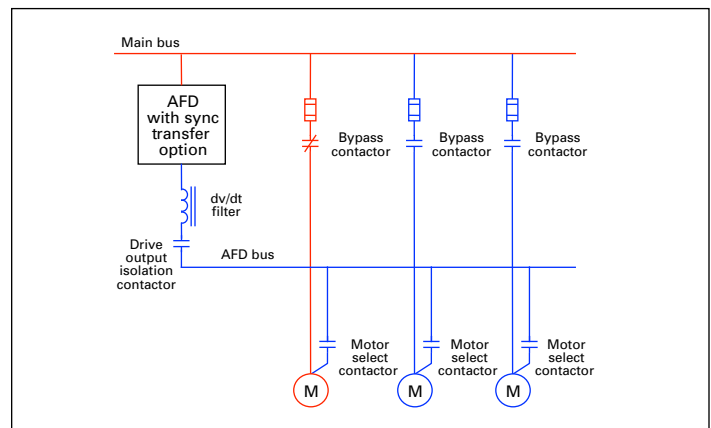 Main bus
AFD
with sync
transfer
option
Bypass
contactor
Bypass
contactor
Bypass
contactor
dv/dt
filter
Drive
output
isolation
contactor
AFD bus
Motor
select
contactor
Motor
select
contactor
Motor
select
contactor
M
M
M